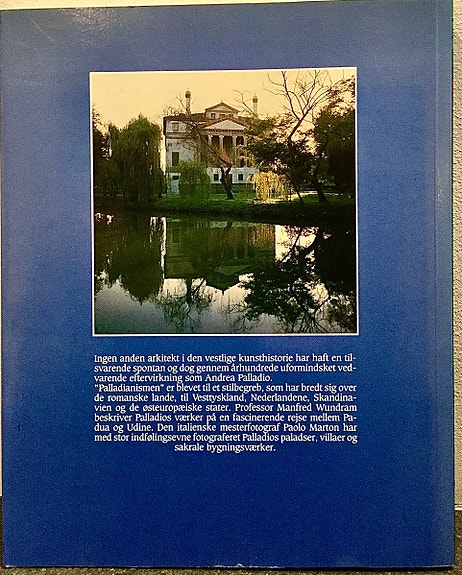 Ingen anden arkitekt i den vestlige kunsthistorie har haft en til-
svarende spontan og dog gennem århundrede uformindsket ved-
varende eftervirkning som Andrea Palladio.
"Palladianismen" er blevet til et stilbegreb, som har bredt sig over
de romanske lande, til Vesttyskland, Nederlandene, Skandina-
vien og de østeuropæiske stater. Professor Manfred Wundram
beskriver Palladios værker på en fascinerende rejse mellem Pa-
dua og Udine. Den italienske mesterfotograf Paolo Marton har
med stor indfølingsevne fotograferet Palladios paladser, villaer og
sakrale bygningsværker.